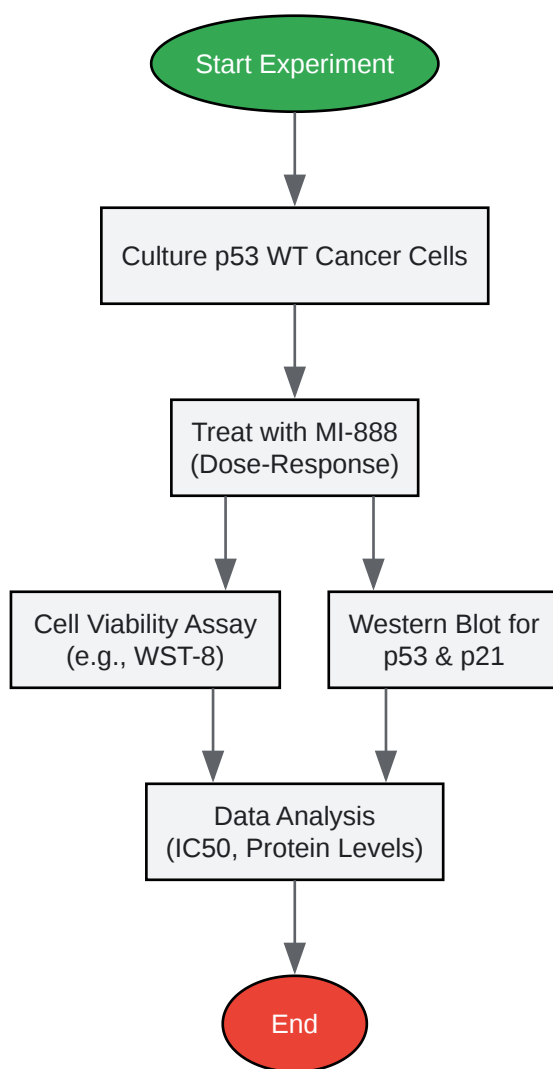 Start Experiment
Culture p53 WT Cancer Cells
Treat with MI-888
(Dose-Response)
Cell Viability Assay
(e.g., WST-8)
Western Blot for
p53 & p21
Data Analysis
(IC50, Protein Levels)
End